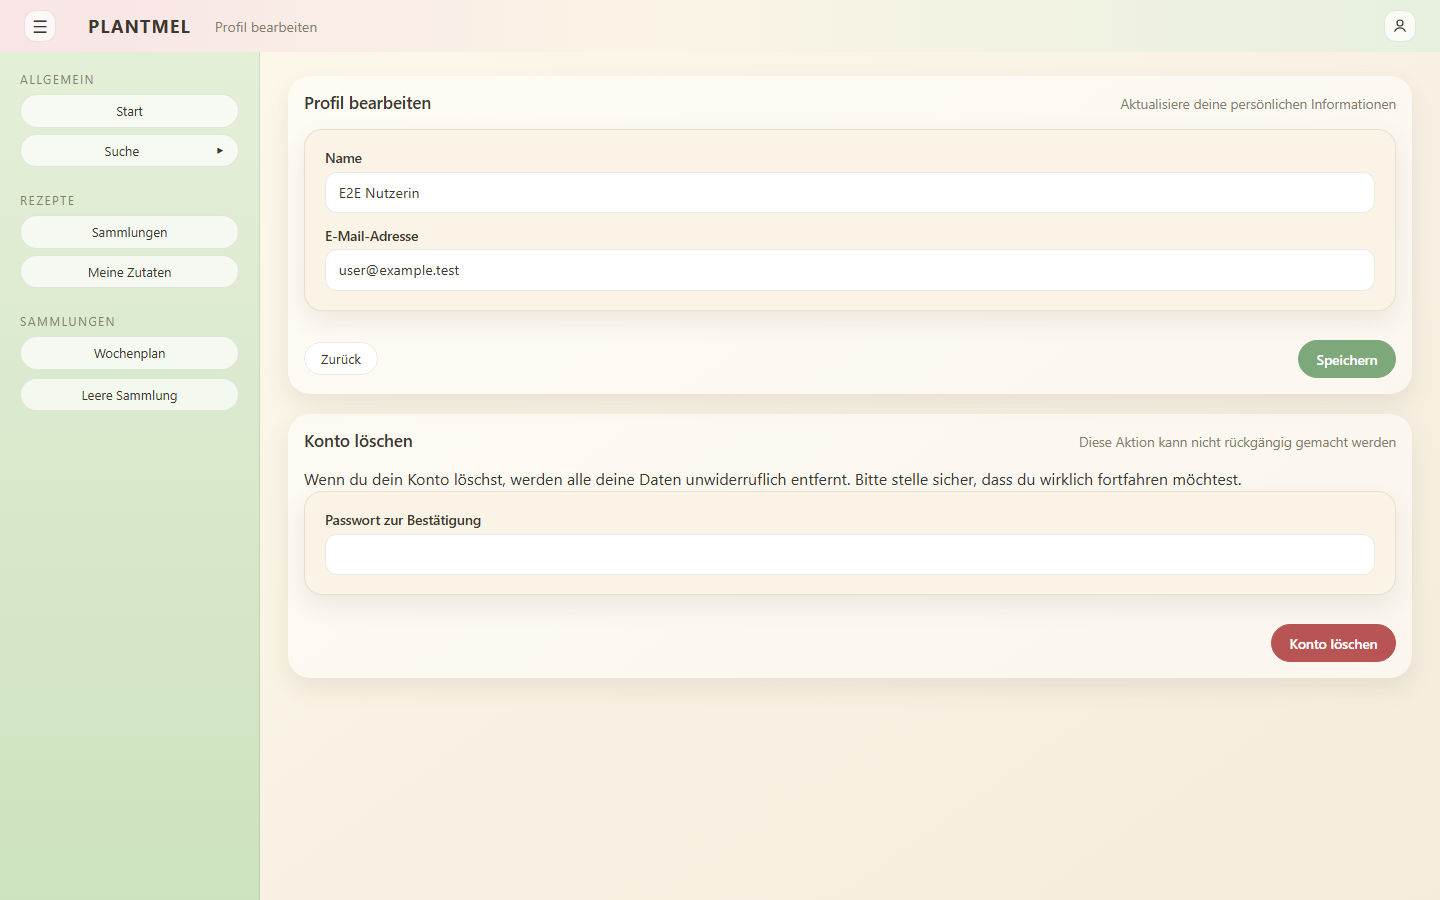 ☰ PLANTMEL Profil bearbeiten
ALLGEMEIN
Start
Suche ▸
REZEPTE
Sammlungen
Meine Zutaten
SAMMLUNGEN
Wochenplan
Leere Sammlung
Profil bearbeiten
Aktualisiere deine persönlichen Informationen
Name
E2E Nutzerin
E-Mail-Adresse
user@example.test
Zurück
Speichern
Konto löschen
Diese Aktion kann nicht rückgängig gemacht werden
Wenn du dein Konto löschst, werden alle deine Daten unwiderruflich entfernt. Bitte stelle sicher, dass du wirklich fortfahren möchtest.
Passwort zur Bestätigung
Konto löschen